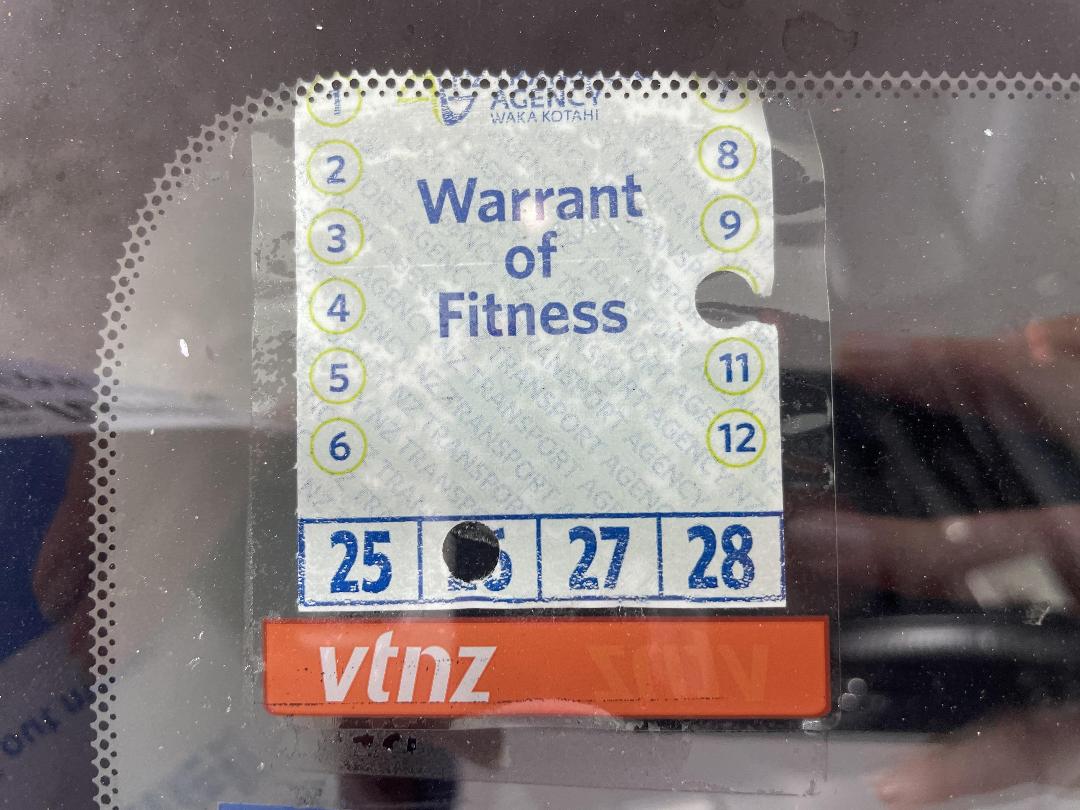 AGENCY
WAKA KOTAHI
1
2
3
4
5
6
Warrant
of
Fitness
7
8
9
11
12
25
27
28
vtnz